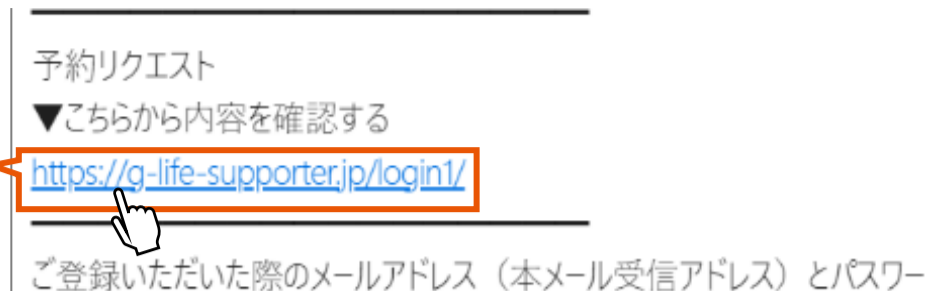 予約リクエスト
▼こちらから内容を確認する
https://g-life-supporter.jp/login1/
ご登録いただいた際のメールアドレス（本メール受信アドレス）とパスワー